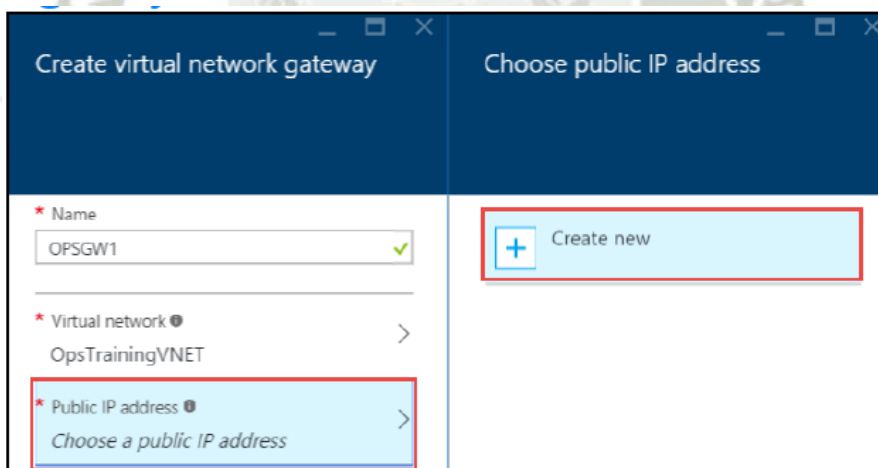 Create virtual network gateway
Choose public IP address
* Name
OPSGW1
* Virtual network
OpsTrainingVNET
* Public IP address
Choose a public IP address
Create new